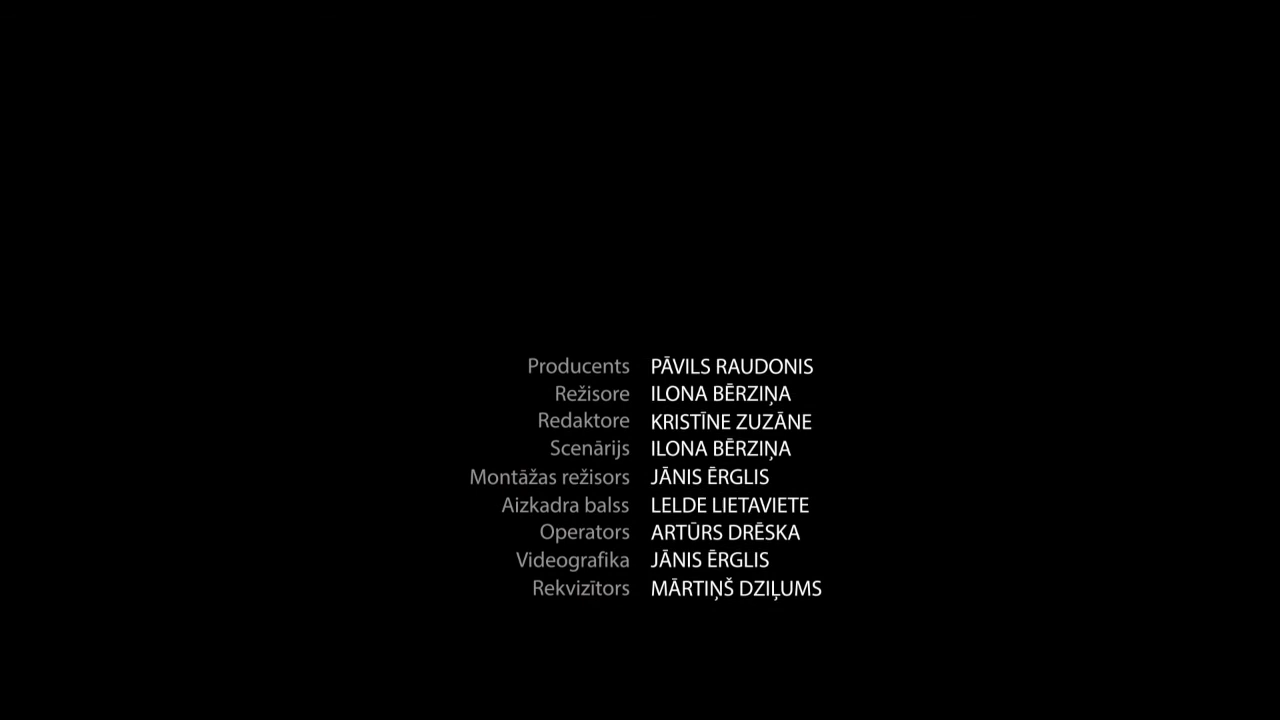 Producents PĀVILS RAUDONIS
Režisore ILONA BĒRZIŅA
Redaktore KRISTĪNE ZUZĀNE
Scenārijs ILONA BĒRZIŅA
Montāžas režisors JĀNIS ĒRGLIS
Aizkadra balss LELDE LIETAVIETE
Operators ARTŪRS DRĒSKA
Videografika JĀNIS ĒRGLIS
Rekvizītors MĀRTIŅŠ DZIĻUMS